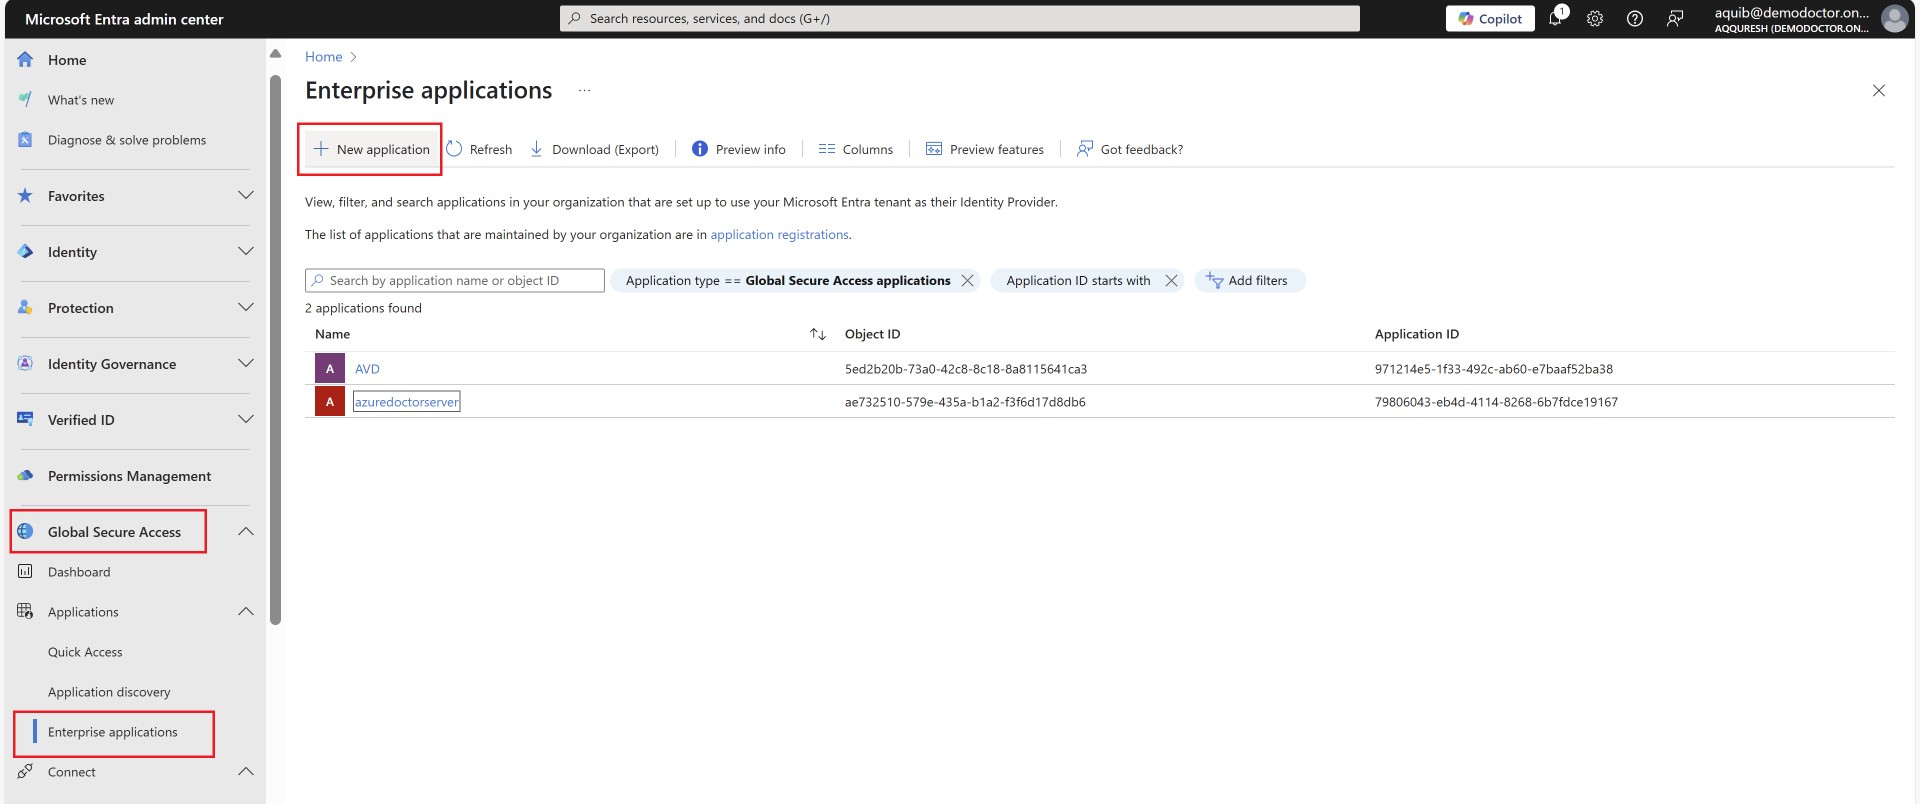 Microsoft Entra admin center
Search resources, services, and docs (G+/)
Copilot
1
aquib@demodoctor.on...
AQQURESH (DEMODOCTOR.ON...
Home
What's new
Diagnose & solve problems
Favorites
Identity
Protection
Identity Governance
Verified ID
Permissions Management
Global Secure Access
Dashboard
Applications
Quick Access
Application discovery
Enterprise applications
Connect
Home >
Enterprise applications ...
+ New application Refresh Download (Export) Preview info Columns Preview features Got feedback?
View, filter, and search applications in your organization that are set up to use your Microsoft Entra tenant as their Identity Provider.
The list of applications that are maintained by your organization are in application registrations.
Search by application name or object ID Application type == Global Secure Access applications Application ID starts with Add filters
2 applications found
Name Object ID Application ID
A AVD 5ed2b20b-73a0-42c8-8c18-8a8115641ca3 971214e5-1f33-492c-ab60-e7baaf52ba38
A azuredoctorserver ae732510-579e-435a-b1a2-f3f6d17d8db6 79806043-eb4d-4114-8268-6b7fdce19167